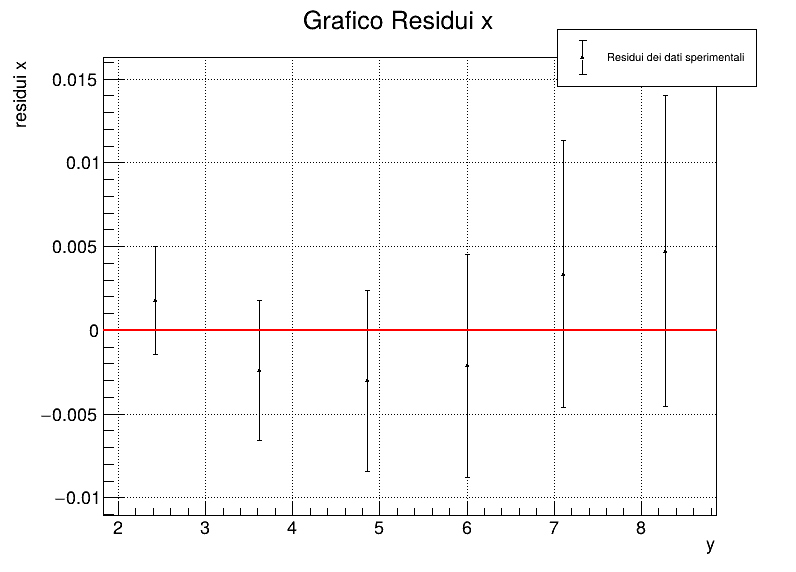 Grafico Residui x
Residui dei dati sperimentali
residui x
0.015
0.01
0.005
0
−0.005
−0.01
2 3 4 5 6 7 8
y